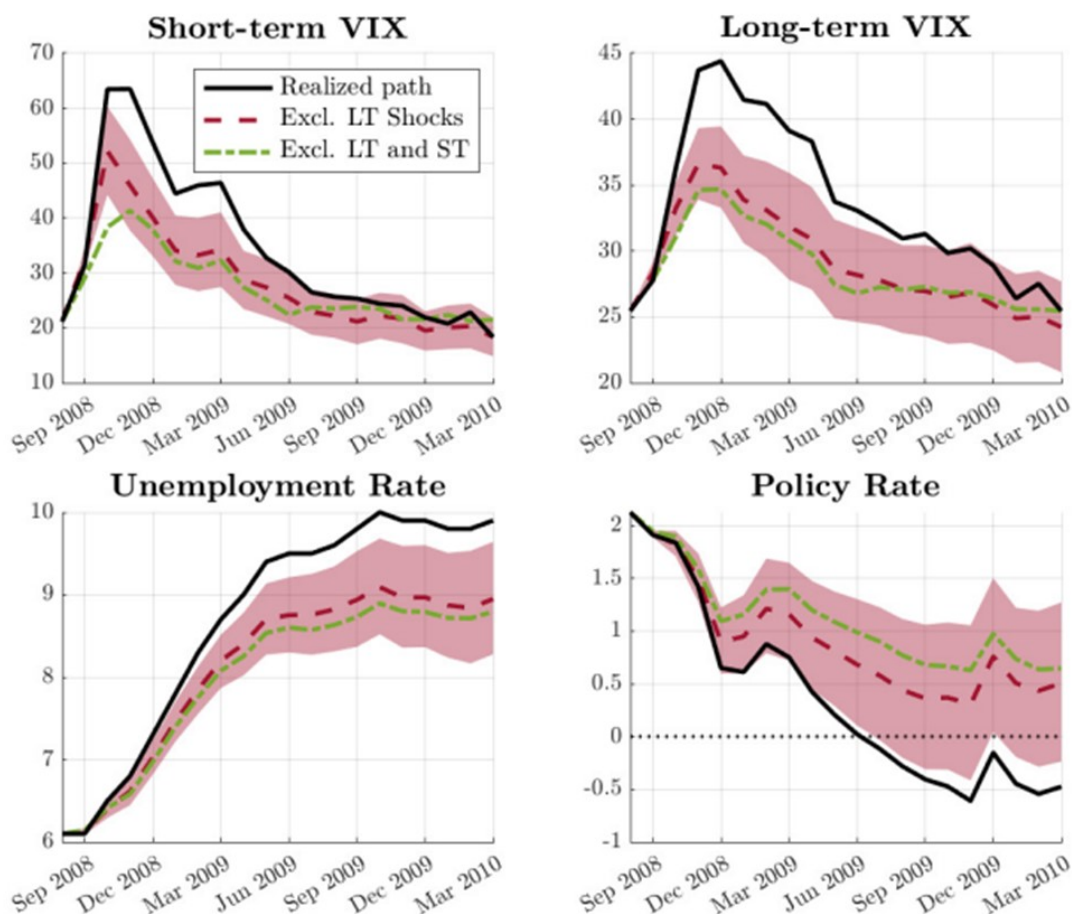 Short-term VIX
70
60
50
40
30
20
10
Realized path
Excl. LT Shocks
Excl. LT and ST
Sep 2008
Dec 2008
Mar 2009
Jun 2009
Sep 2009
Dec 2009
Mar 2010
Long-term VIX
45
40
35
30
25
20
Sep 2008
Dec 2008
Mar 2009
Jun 2009
Sep 2009
Dec 2009
Mar 2010
Unemployment Rate
10
9
8
7
6
Sep 2008
Dec 2008
Mar 2009
Jun 2009
Sep 2009
Dec 2009
Mar 2010
Policy Rate
2
1.5
1
0.5
0
-0.5
-1
Sep 2008
Dec 2008
Mar 2009
Jun 2009
Sep 2009
Dec 2009
Mar 2010